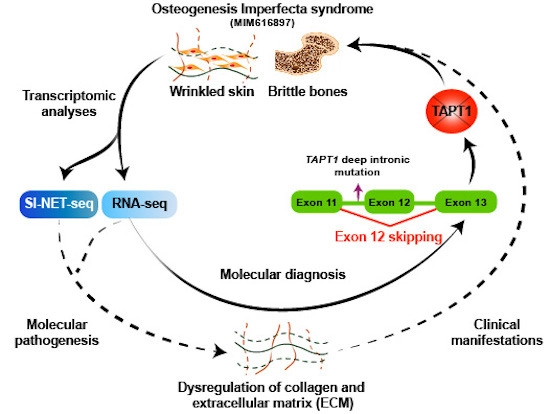 Osteogenesis Imperfecta syndrome
(MIM616897)
Wrinkled skin
Brittle bones
Transcriptomic
analyses
TAPT1
TAPT1 deep intronic
mutation
SI-NET-seq
RNA-seq
Exon 11
Exon 12
Exon 13
Exon 12 skipping
Molecular diagnosis
Molecular
pathogenesis
Clinical
manifestations
Dysregulation of collagen and
extracellular matrix (ECM)